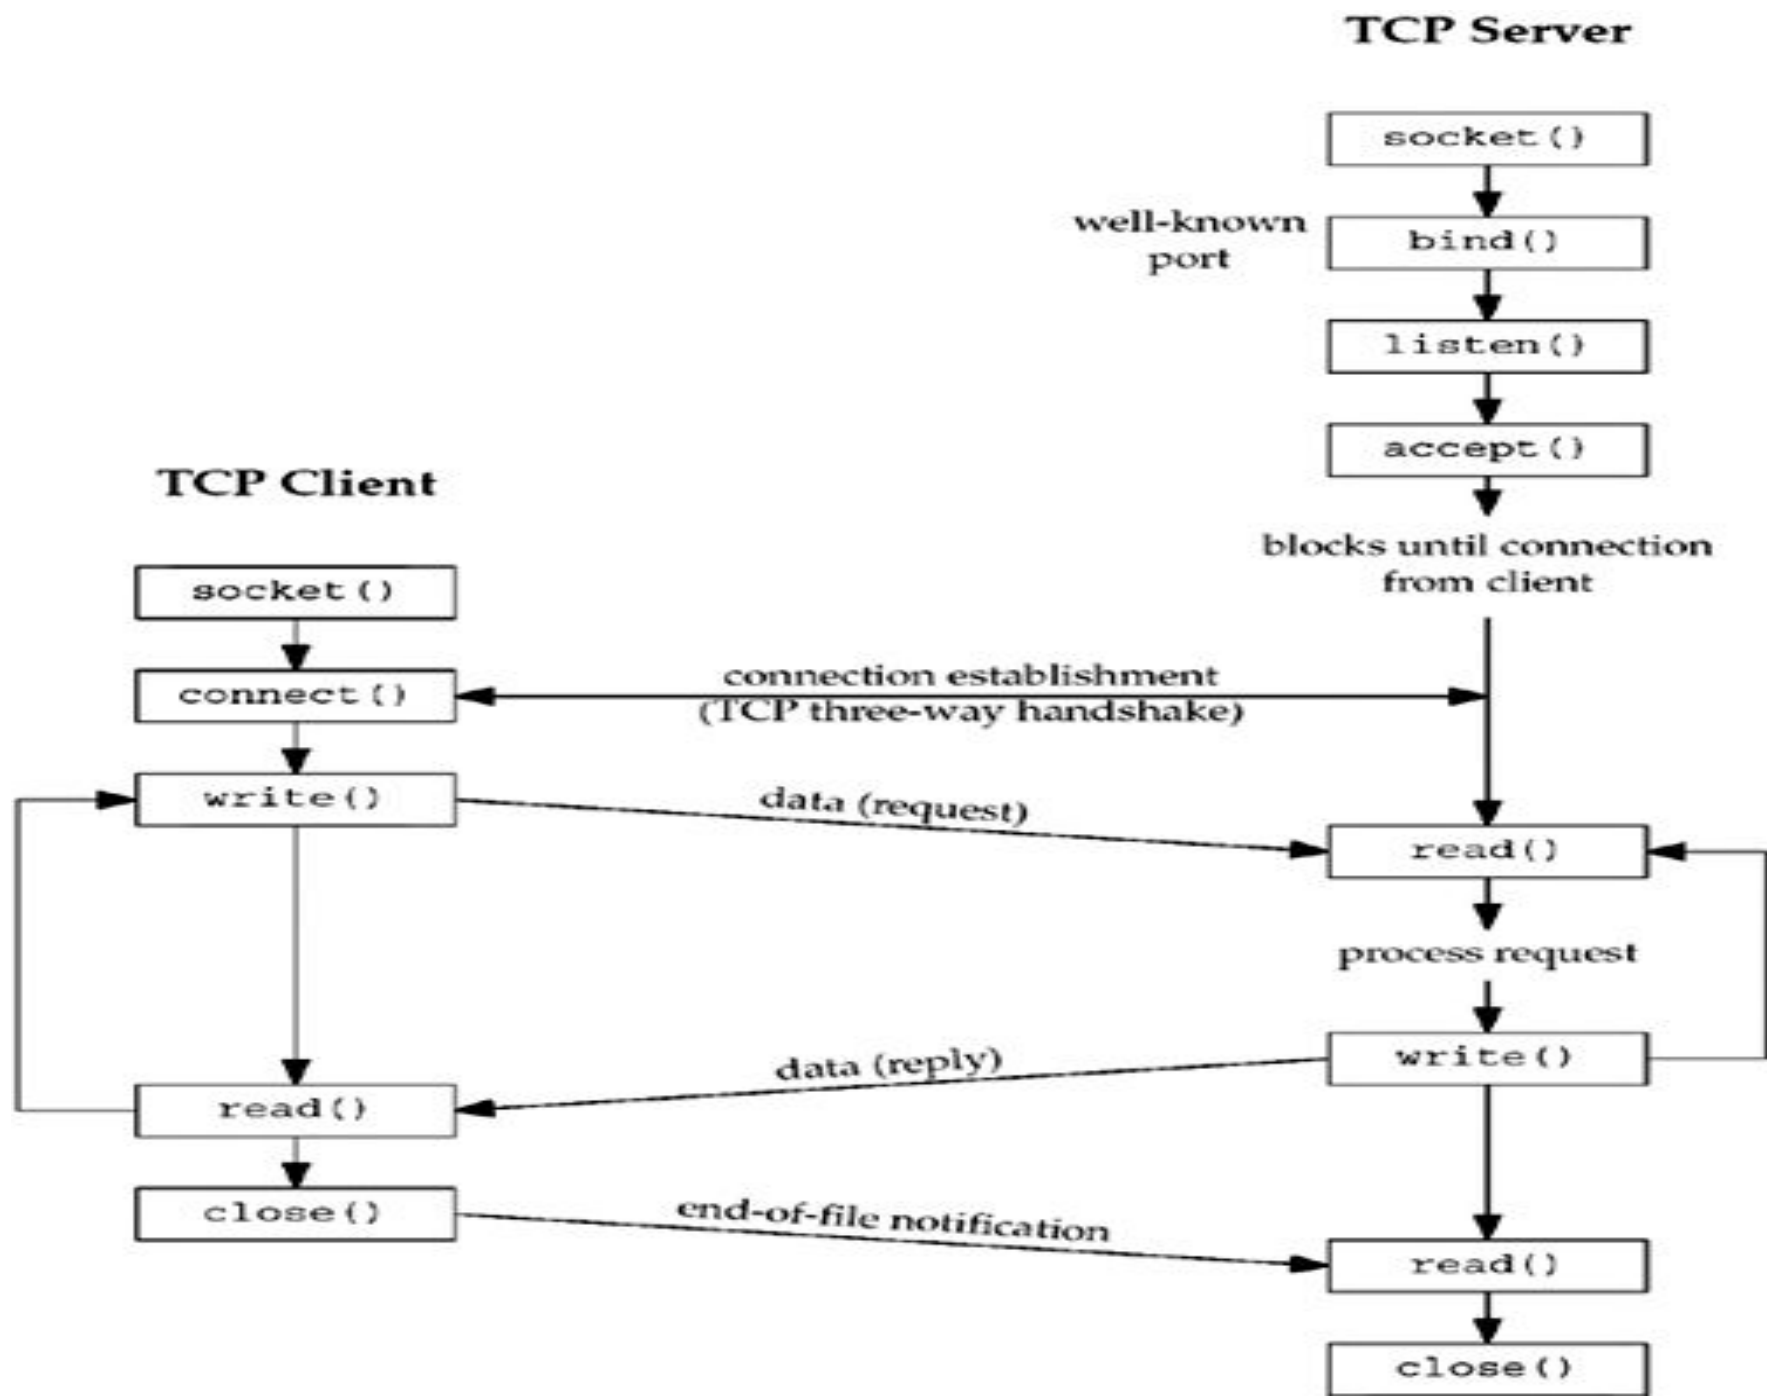 TCP Server
socket()
well-known
port
bind()
listen()
accept()
blocks until connection
from client
TCP Client
socket()
connect()
connection establishment
(TCP three-way handshake)
write()
data (request)
read()
process request
write()
data (reply)
read()
close()
end-of-file notification
read()
close()